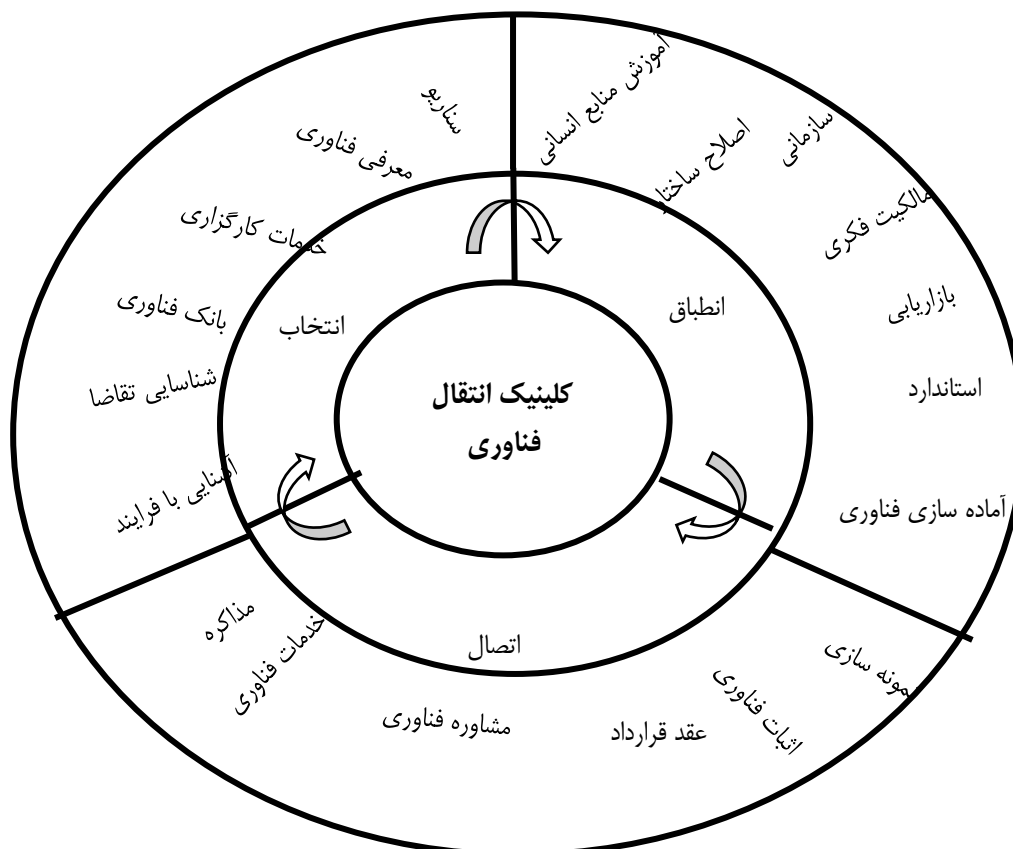 کلینیک انتقال
فناوری
انتخاب
انطباق
اتصال
سناریو
معرفی فناوری
خدمات کارگزاری
بانک فناوری
شناسایی تقاضا
آشنایی با فرایند
مذاکره
خدمات فناوری
مشاوره فناوری
عقد قرارداد
اثبات فناوری
نمونه سازی
آماده سازی فناوری
استاندارد
بازاریابی
مالکیت فکری
اصلاح ساختار
سازمانی
آموزش منابع انسانی